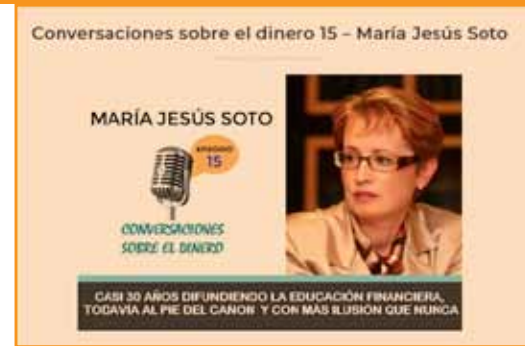 Conversaciones sobre el dinero 15 – María Jesús Soto
MARÍA JESÚS SOTO
EPISODIO
15
CONVERSACIONES
SOBRE EL DINERO
CASI 30 AÑOS DIFUNDIENDO LA EDUCACIÓN FINANCIERA,
TODAVÍA AL PIE DEL CAÑON Y CON MÁS ILUSIÓN QUE NUNCA